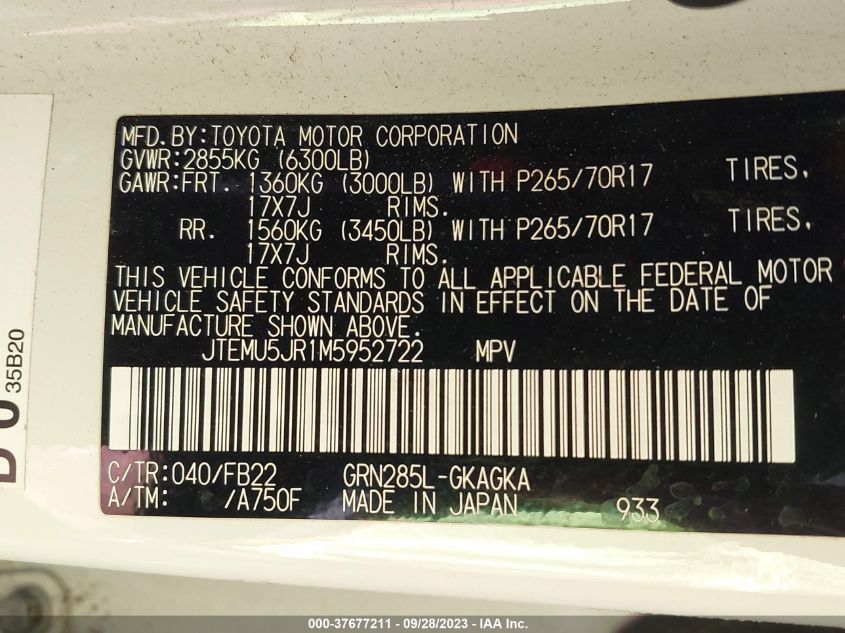 MFD.BY:TOYOTA MOTOR CORPORATION
GVWR:2855KG (6300LB)
GAWR:FRT. 1360KG (3000LB) WITH P265/70R17 TIRES,
17X7J RIMS.
RR. 1560KG (3450LB) WITH P265/70R17 TIRES,
17X7J RIMS.
THIS VEHICLE CONFORMS TO ALL APPLICABLE FEDERAL MOTOR
VEHICLE SAFETY STANDARDS IN EFFECT ON THE DATE OF
MANUFACTURE SHOWN ABOVE.
JTEMU5JR1M5952722 MPV
C/TR:040/FB22 GRN285L-GKAGKA
A/TM: /A750F MADE IN JAPAN 933
35B20
000-37677211 - 09/28/2023 - IAA Inc.